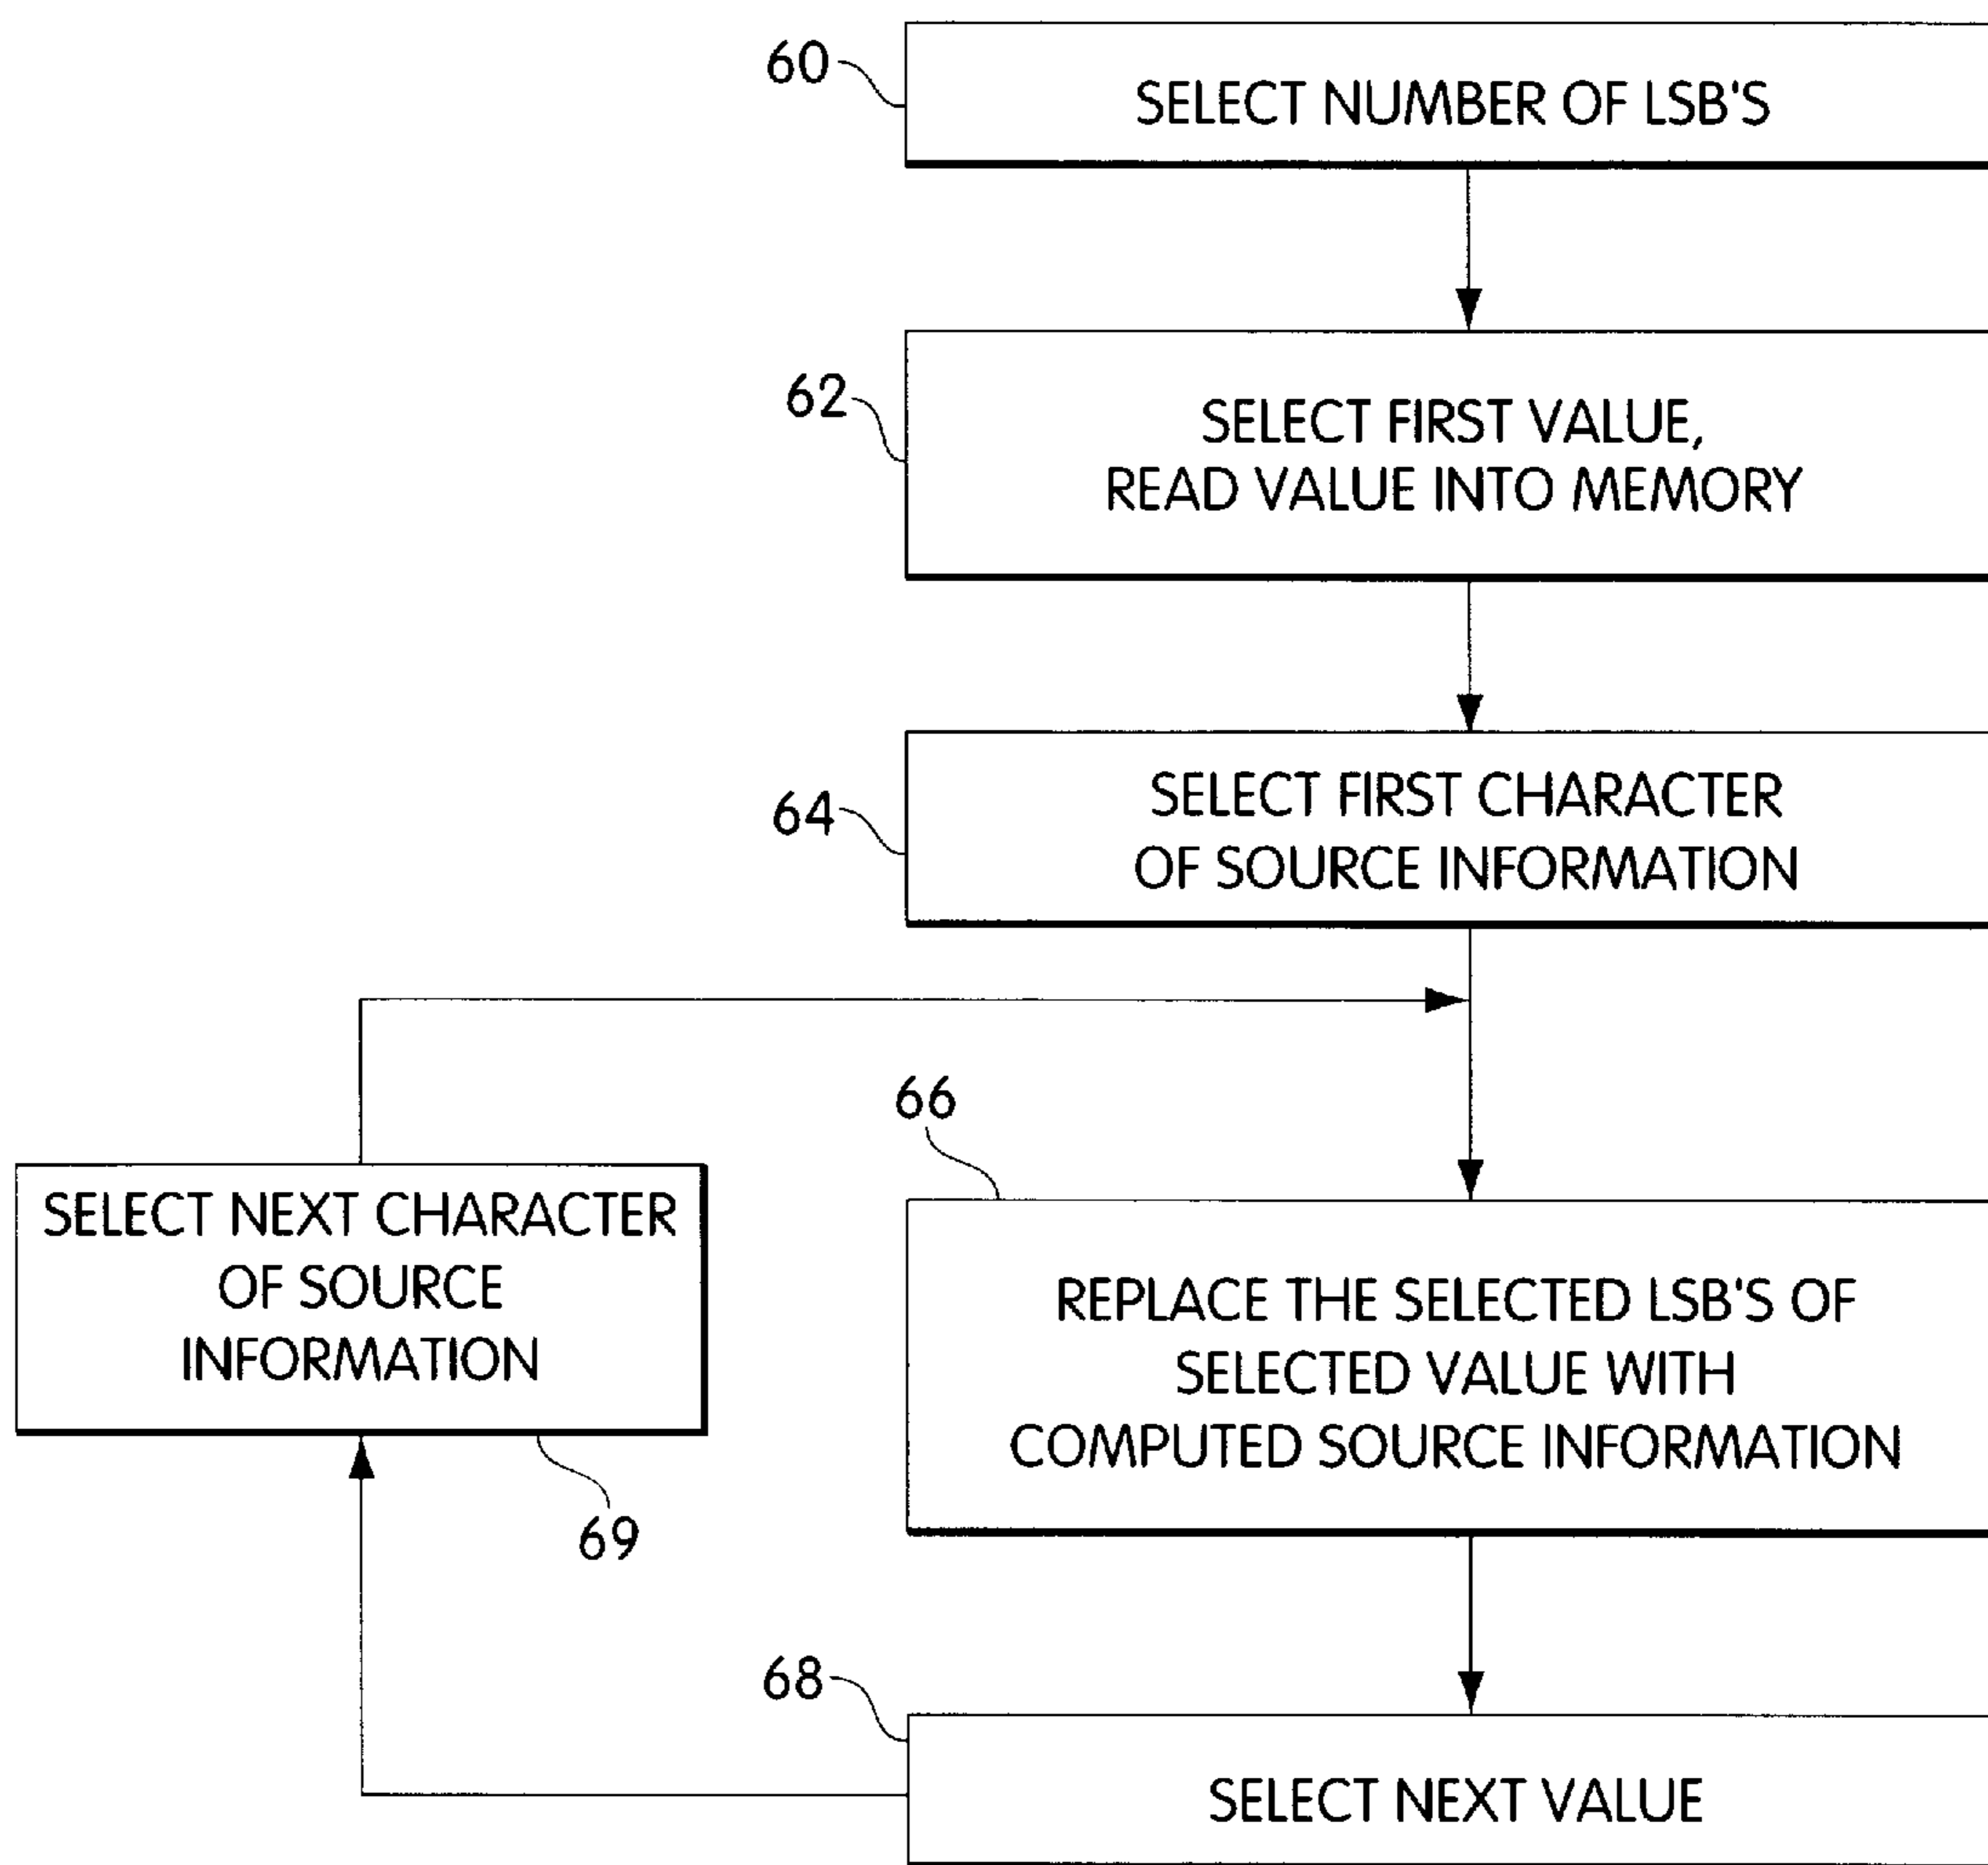 60
SELECT NUMBER OF LSB'S
62
SELECT FIRST VALUE,
READ VALUE INTO MEMORY
64
SELECT FIRST CHARACTER
OF SOURCE INFORMATION
66
SELECT NEXT CHARACTER
OF SOURCE
INFORMATION
69
REPLACE THE SELECTED LSB'S OF
SELECTED VALUE WITH
COMPUTED SOURCE INFORMATION
68
SELECT NEXT VALUE